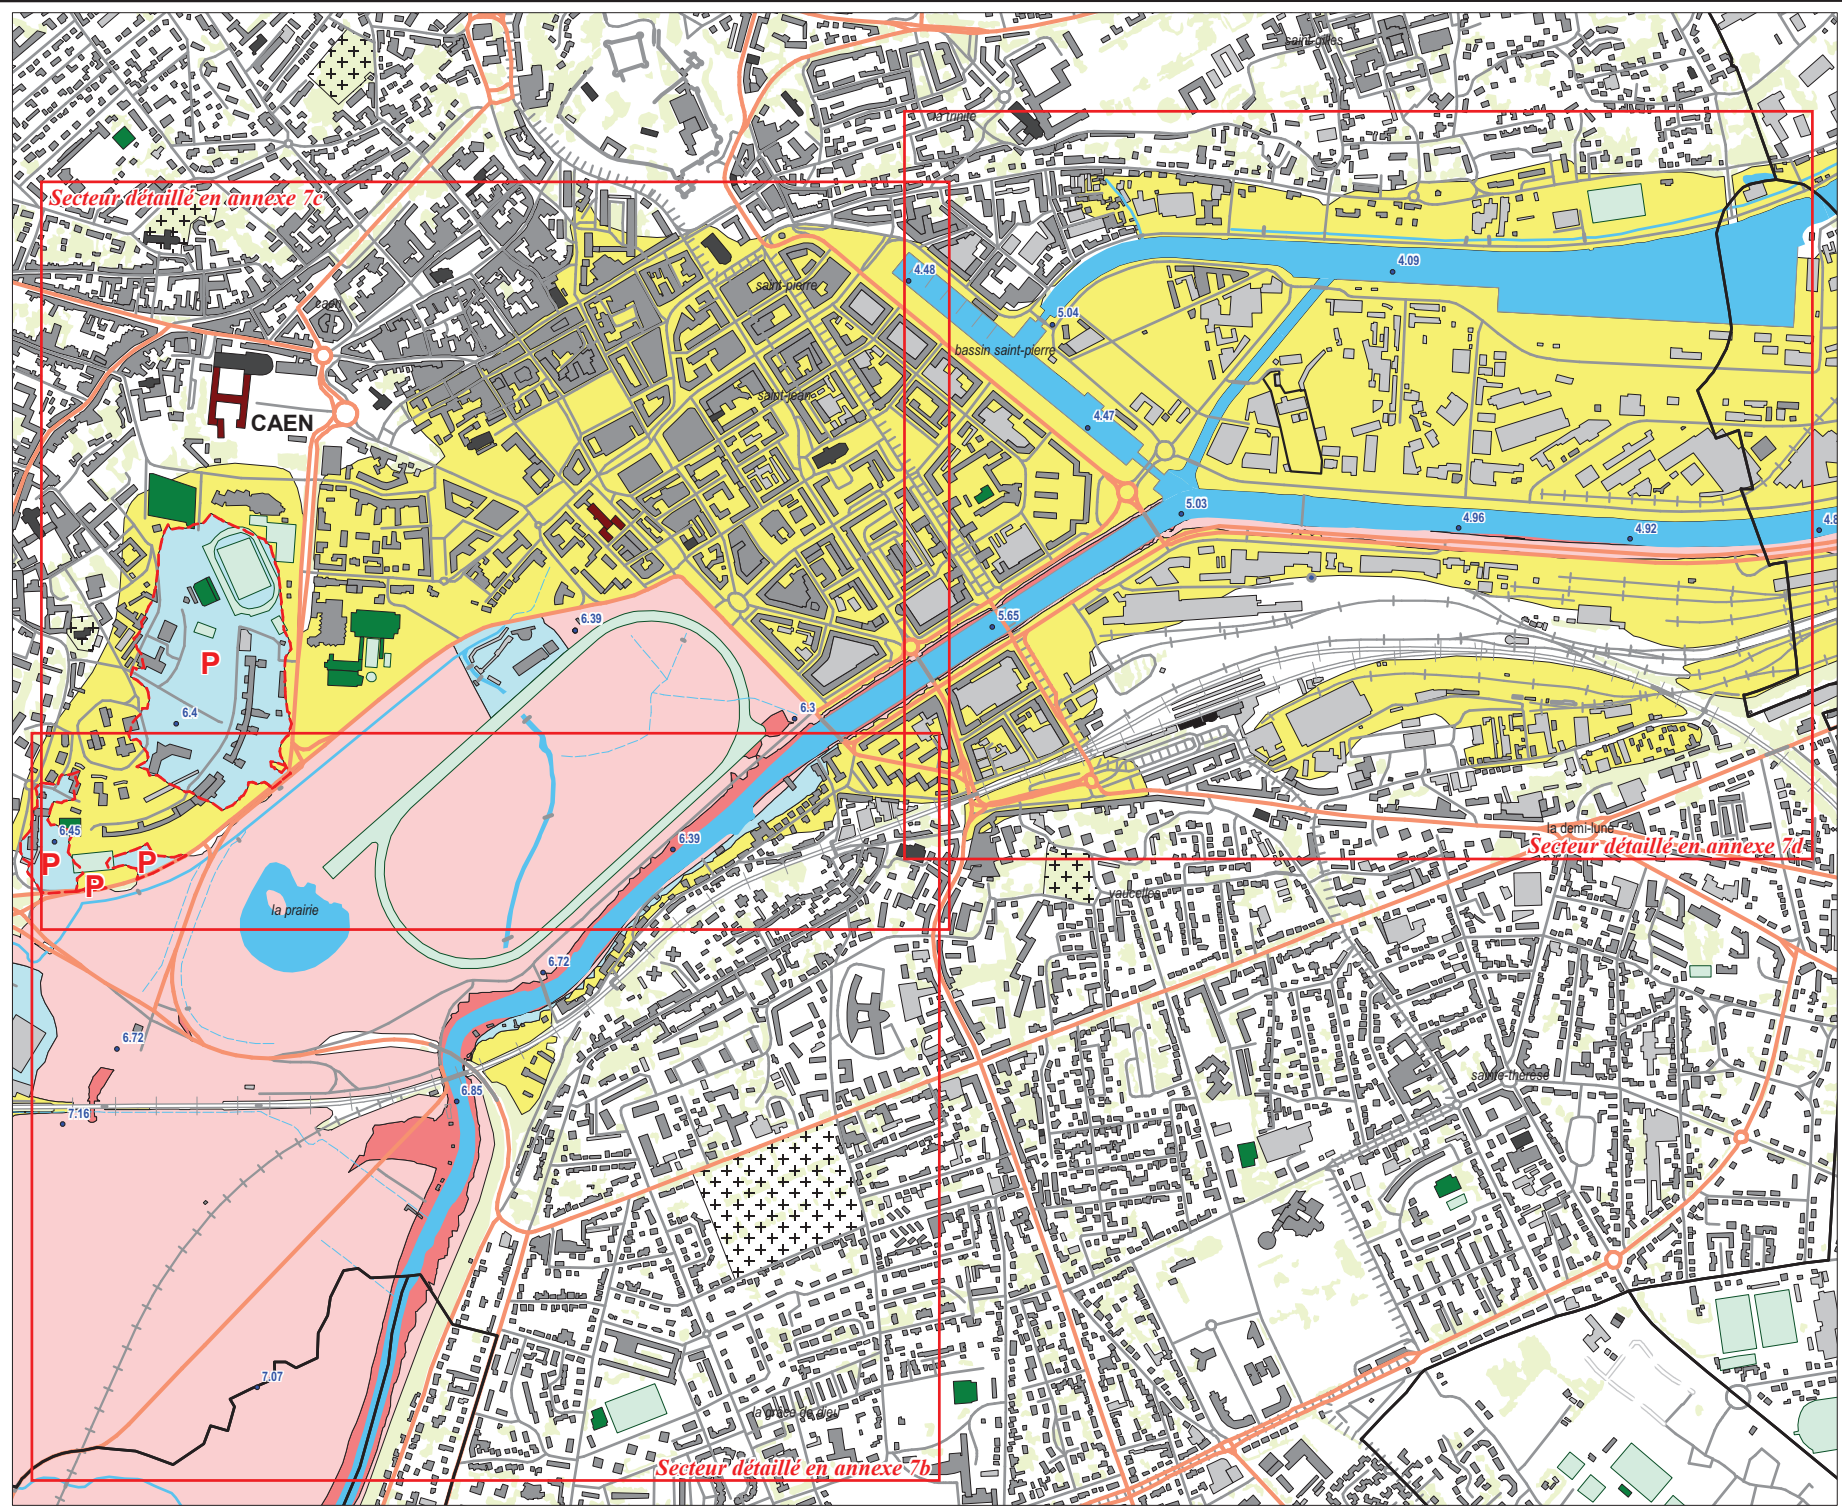 saint-gilles
la trinité
Secteur détaillé en annexe 7c
4.09
4.48
saint-pierre
caen
5.04
bassin saint-pierre
saint-jean
4.47
CAEN
5.03
4.96
4.92
4.8
6.39
5.65
P
6.4
6.3
6.45
6.39
la demi-lune
Secteur détaillé en annexe 7d
P
P
P
vaucelles
la prairie
6.72
6.72
sainte-thérèse
6.85
7.16
7.07
la grâce de dieu
Secteur détaillé en annexe 7b